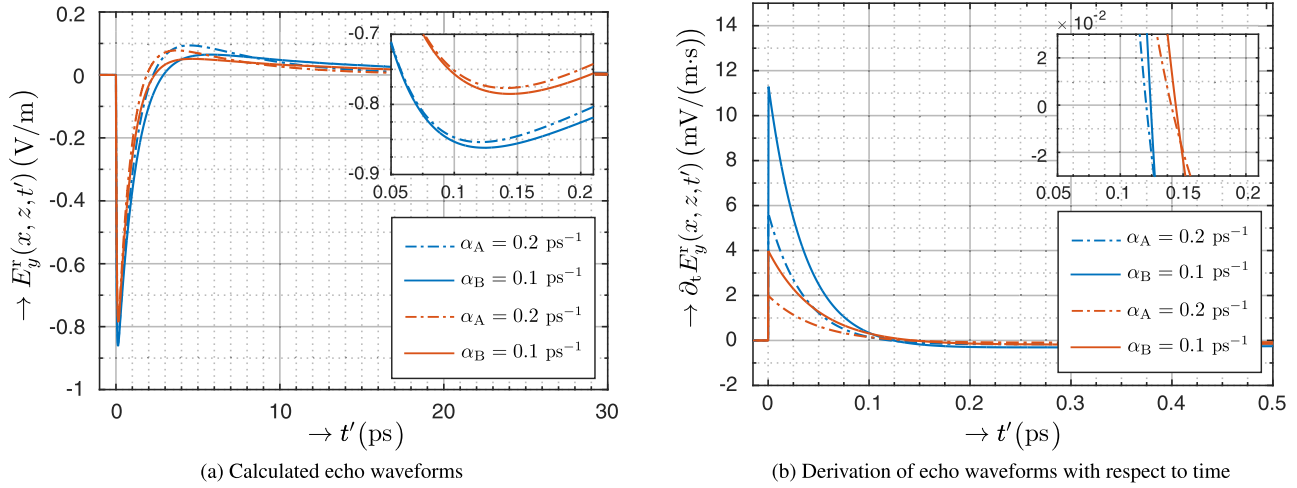 0.2
0
-0.2
-0.4
-0.6
-0.8
-1
→ E_y^r(x, z, t′) (V/m)
0
10
20
30
→ t′(ps)
-0.7
-0.8
-0.9
0.05
0.1
0.15
0.2
α_A = 0.2 ps⁻¹
α_B = 0.1 ps⁻¹
α_A = 0.2 ps⁻¹
α_B = 0.1 ps⁻¹
(a) Calculated echo waveforms
14
12
10
8
6
4
2
0
-2
→ ∂_t E_y^r(x, z, t′) (mV/(m·s))
0
0.1
0.2
0.3
0.4
0.5
→ t′(ps)
× 10⁻²
2
0
-2
0.05
0.1
0.15
0.2
α_A = 0.2 ps⁻¹
α_B = 0.1 ps⁻¹
α_A = 0.2 ps⁻¹
α_B = 0.1 ps⁻¹
(b) Derivation of echo waveforms with respect to time